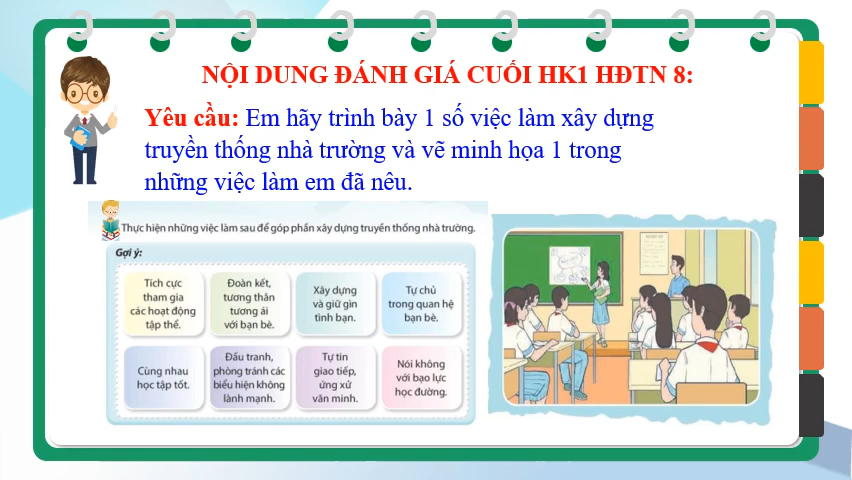 NỘI DUNG ĐÁNH GIÁ CUỐI HK1 HĐTN 8:
Yêu cầu: Em hãy trình bày 1 số việc làm xây dựng
truyền thống nhà trường và vẽ minh họa 1 trong
những việc làm em đã nêu.
Thực hiện những việc làm sau để góp phần xây dựng truyền thống nhà trường.
Gợi ý:
Tích cực
tham gia
các hoạt động
tập thể.
Đoàn kết,
tương thân
tương ái
với bạn bè.
Xây dựng
và giữ gìn
tình bạn.
Tự chủ
trong quan hệ
bạn bè.
Cùng nhau
học tập tốt.
Đấu tranh,
phòng tránh các
biểu hiện không
lành mạnh.
Tự tin
giao tiếp,
ứng xử
văn minh.
Nói không
với bạo lực
học đường.